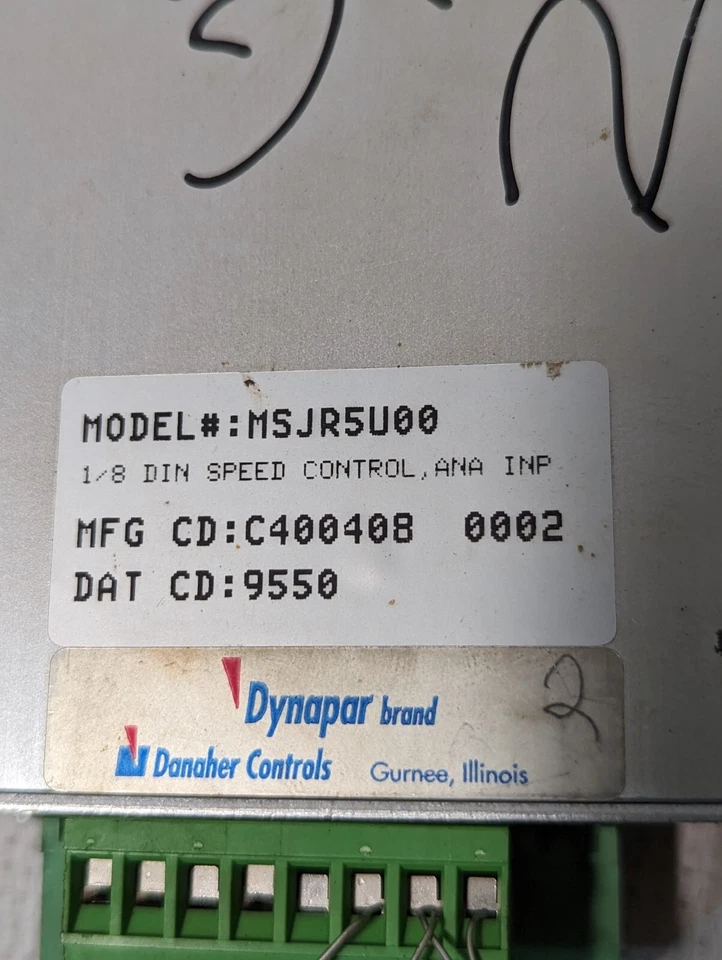 MODEL#:MSJR5U00
1/8 DIN SPEED CONTROL,ANA INP
MFG CD:C400408 0002
DAT CD:9550
Dynapar brand
2
Danaher Controls Gurnee, Illinois